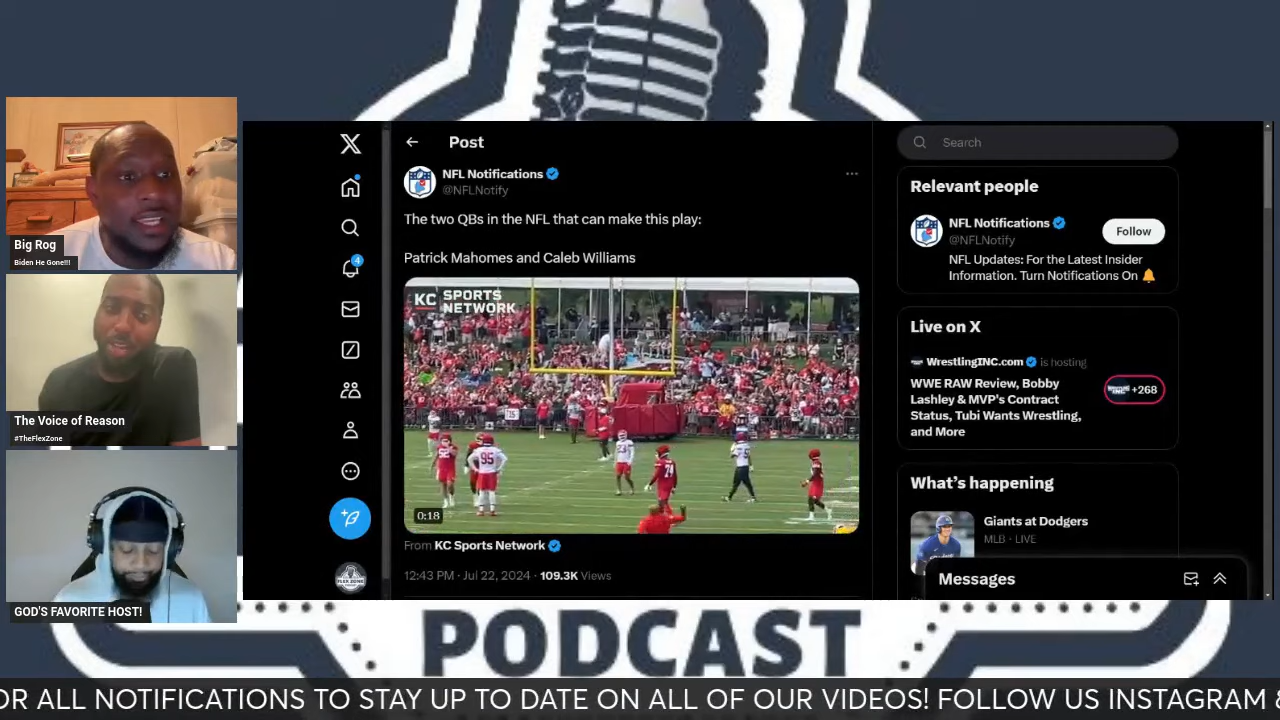 Big Rog
Biden He Gone!!!
The Voice of Reason
#TheFlexZone
GOD'S FAVORITE HOST!
4
Post
NFL Notifications
@NFLNotify
The two QBs in the NFL that can make this play:
Patrick Mahomes and Caleb Williams
KC SPORTS
NETWORK
95
0:18
From KC Sports Network
12:43 PM · Jul 22, 2024 · 109.3K Views
Search
Relevant people
NFL Notifications
@NFLNotify
Follow
NFL Updates: For the Latest Insider
Information. Turn Notifications On 🔔
Live on X
WrestlingINC.com is hosting
WWE RAW Review, Bobby
Lashley & MVP's Contract
Status, Tubi Wants Wrestling,
and More
+268
What's happening
Giants at Dodgers
MLB · LIVE
Messages
PODCAST
OR ALL NOTIFICATIONS TO STAY UP TO DATE ON ALL OF OUR VIDEOS! FOLLOW US INSTAGRAM &